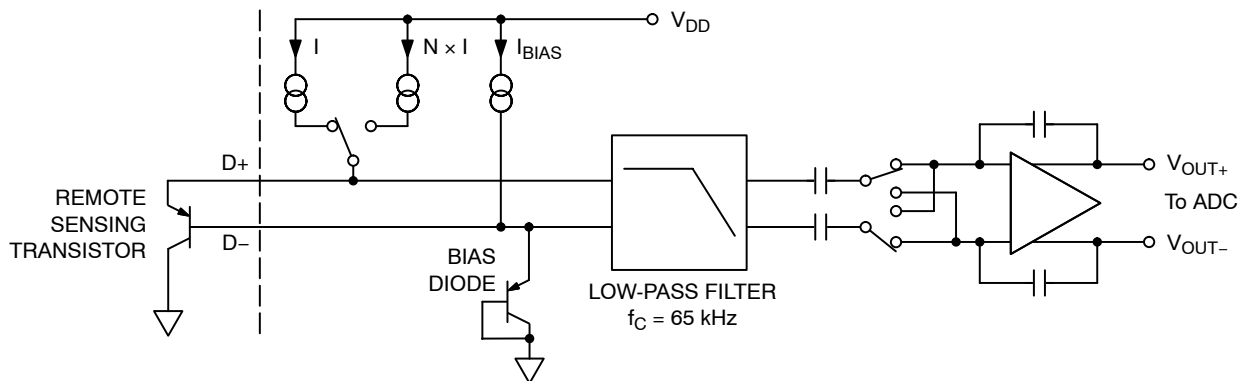 V_DD
I
N × I
I_BIAS
D+
REMOTE
SENSING
TRANSISTOR
D−
BIAS
DIODE
LOW-PASS FILTER
f_C = 65 kHz
V_OUT+
To ADC
V_OUT−